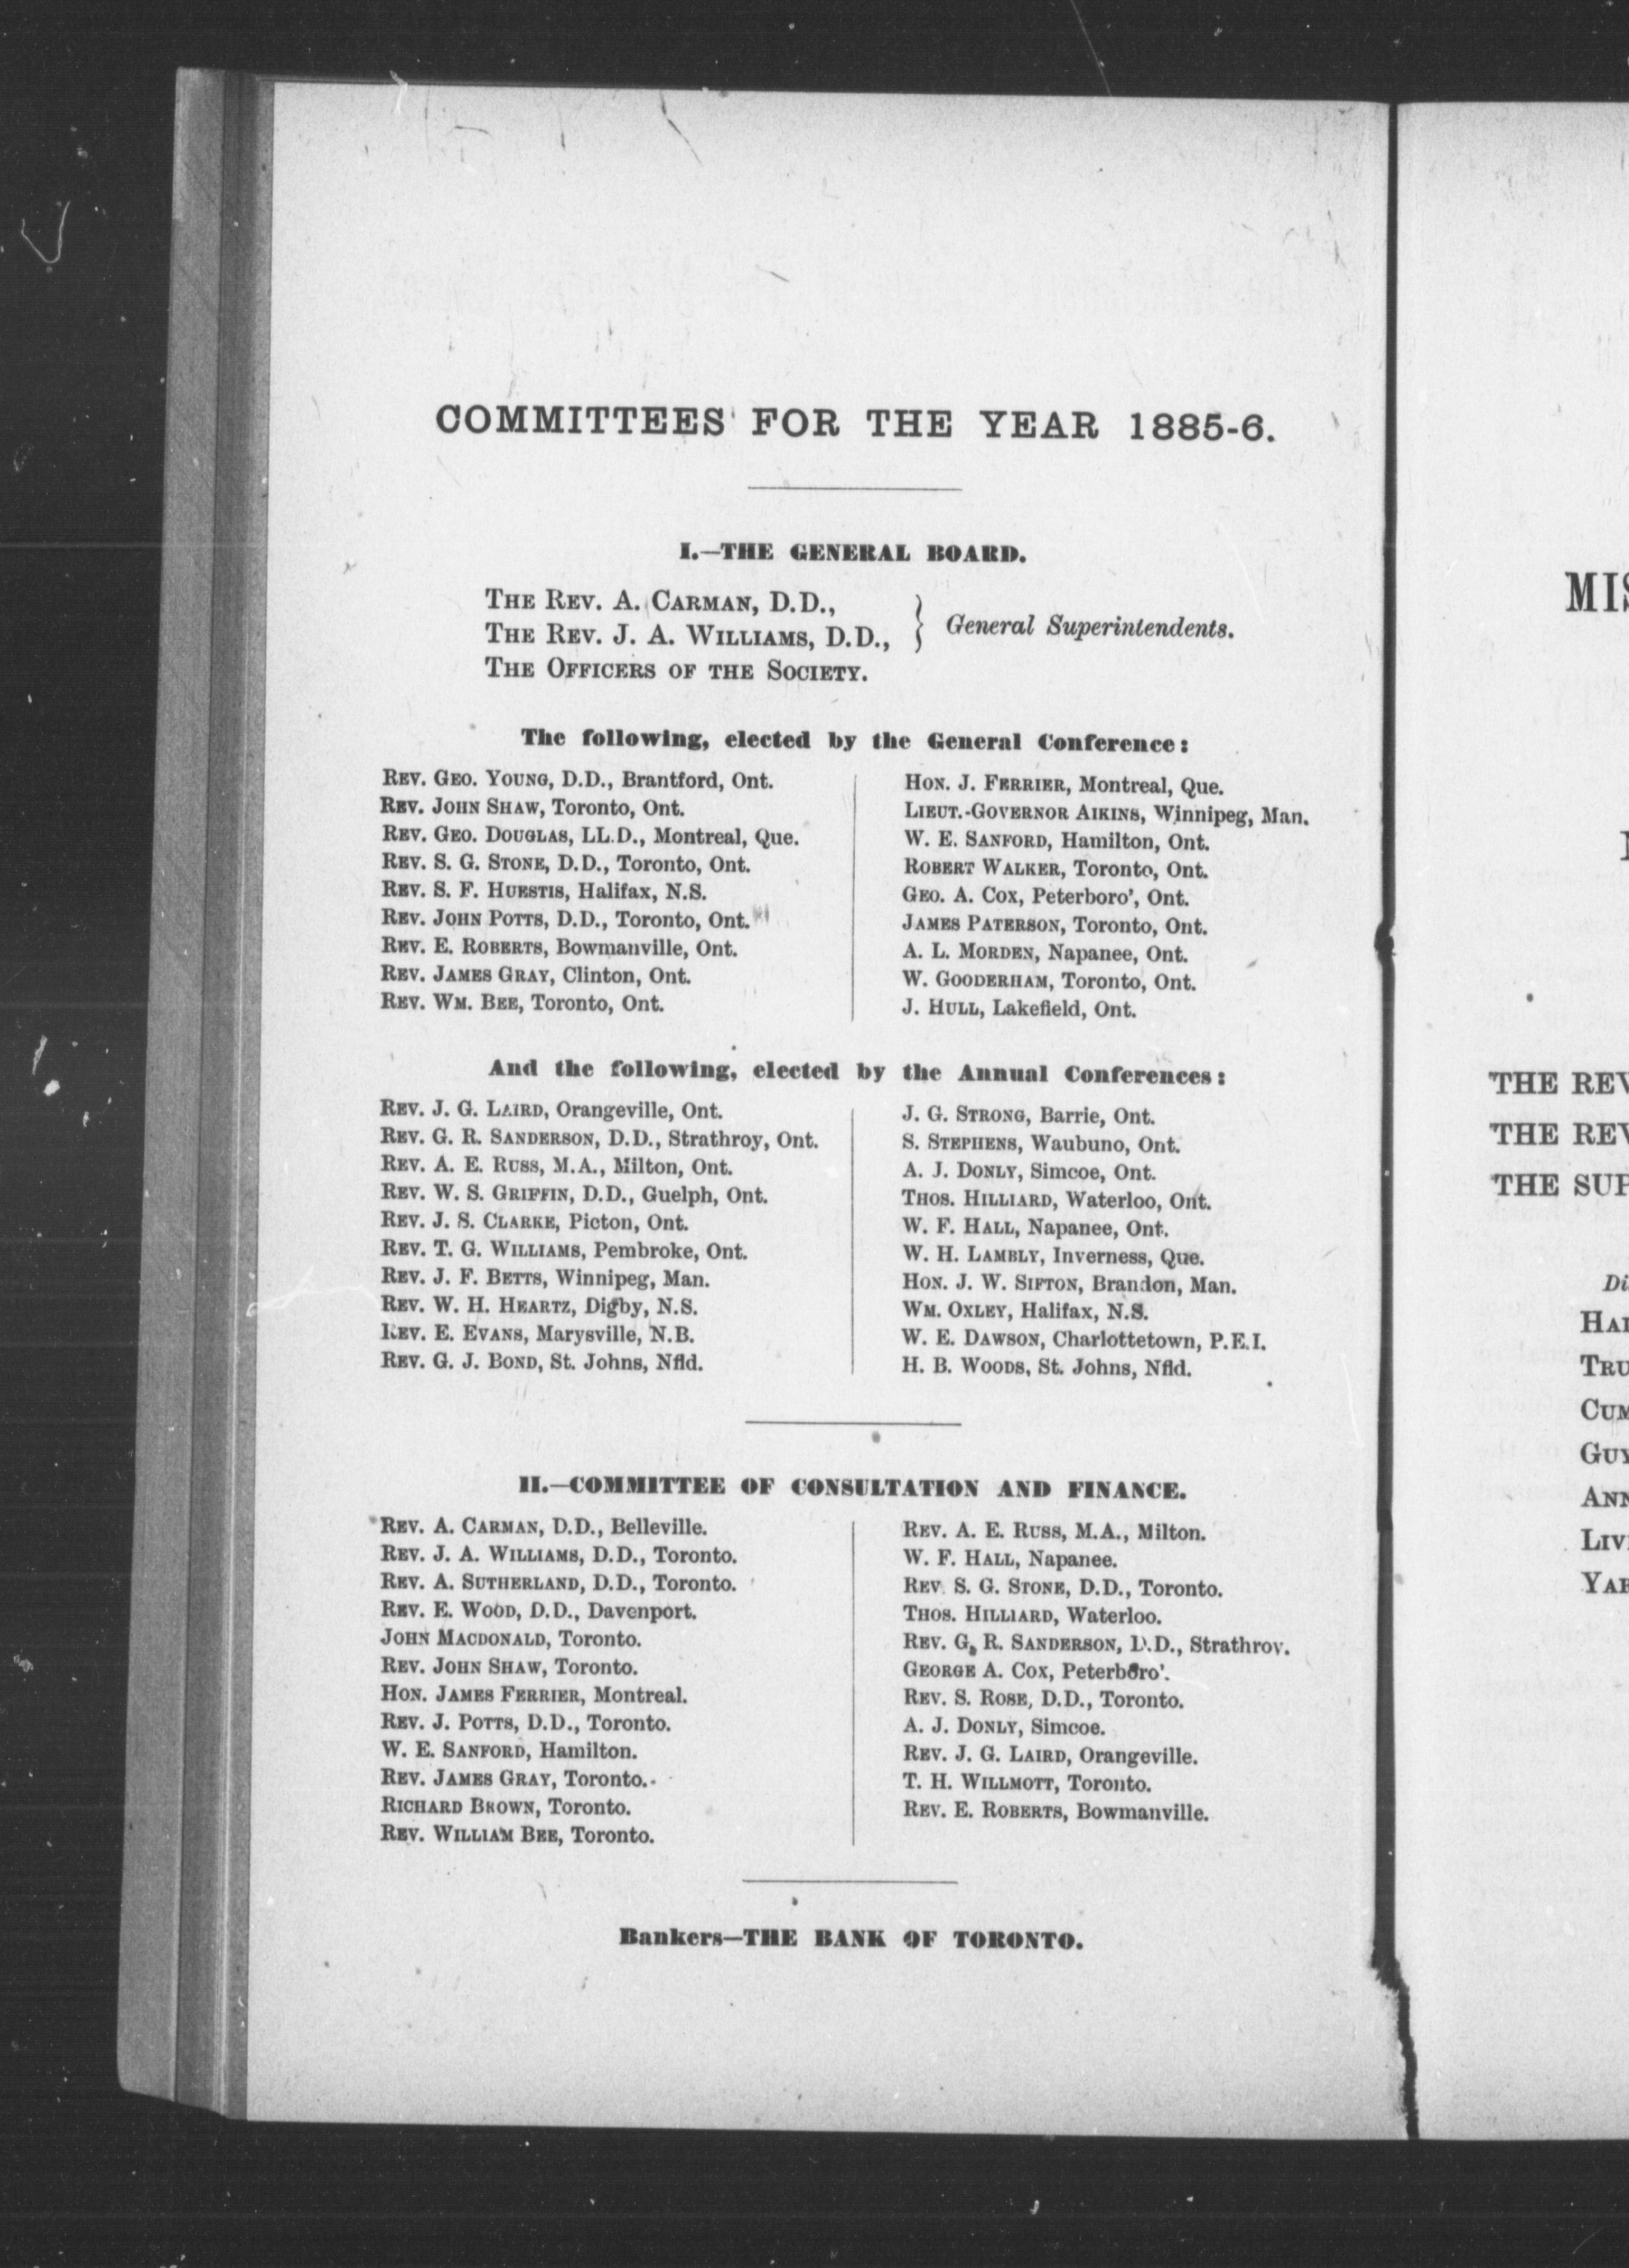 COMMITTEES FOR THE YEAR 1885-6.
I.—THE GENERAL BOARD.
THE REV. A. CARMAN, D.D.,
THE REV. J. A. WILLIAMS, D.D.,
} General Superintendents.
THE OFFICERS OF THE SOCIETY.
The following, elected by the General Conference:
REV. GEO. YOUNG, D.D., Brantford, Ont.
REV. JOHN SHAW, Toronto, Ont.
REV. GEO. DOUGLAS, LL.D., Montreal, Que.
REV. S. G. STONE, D.D., Toronto, Ont.
REV. S. F. HUESTIS, Halifax, N.S.
REV. JOHN POTTS, D.D., Toronto, Ont.
REV. E. ROBERTS, Bowmanville, Ont.
REV. JAMES GRAY, Clinton, Ont.
REV. WM. BEE, Toronto, Ont.
HON. J. FERRIER, Montreal, Que.
LIEUT.-GOVERNOR AIKINS, Winnipeg, Man.
W. E. SANFORD, Hamilton, Ont.
ROBERT WALKER, Toronto, Ont.
GEO. A. COX, Peterboro', Ont.
JAMES PATERSON, Toronto, Ont.
A. L. MORDEN, Napanee, Ont.
W. GOODERHAM, Toronto, Ont.
J. HULL, Lakefield, Ont.
And the following, elected by the Annual Conferences:
REV. J. G. LAIRD, Orangeville, Ont.
REV. G. R. SANDERSON, D.D., Strathroy, Ont.
REV. A. E. RUSS, M.A., Milton, Ont.
REV. W. S. GRIFFIN, D.D., Guelph, Ont.
REV. J. S. CLARKE, Picton, Ont.
REV. T. G. WILLIAMS, Pembroke, Ont.
REV. J. F. BETTS, Winnipeg, Man.
REV. W. H. HEARTZ, Digby, N.S.
REV. E. EVANS, Marysville, N.B.
REV. G. J. BOND, St. Johns, Nfld.
J. G. STRONG, Barrie, Ont.
S. STEPHENS, Waubuno, Ont.
A. J. DONLY, Simcoe, Ont.
THOS. HILLIARD, Waterloo, Ont.
W. F. HALL, Napanee, Ont.
W. H. LAMBLY, Inverness, Que.
HON. J. W. SIFTON, Brandon, Man.
WM. OXLEY, Halifax, N.S.
W. E. DAWSON, Charlottetown, P.E.I.
H. B. WOODS, St. Johns, Nfld.
II.—COMMITTEE OF CONSULTATION AND FINANCE.
REV. A. CARMAN, D.D., Belleville.
REV. J. A. WILLIAMS, D.D., Toronto.
REV. A. SUTHERLAND, D.D., Toronto.
REV. E. WOOD, D.D., Davenport.
JOHN MACDONALD, Toronto.
REV. JOHN SHAW, Toronto.
HON. JAMES FERRIER, Montreal.
REV. J. POTTS, D.D., Toronto.
W. E. SANFORD, Hamilton.
REV. JAMES GRAY, Toronto.
RICHARD BROWN, Toronto.
REV. WILLIAM BEE, Toronto.
REV. A. E. RUSS, M.A., Milton.
W. F. HALL, Napanee.
REV. S. G. STONE, D.D., Toronto.
THOS. HILLIARD, Waterloo.
REV. G. R. SANDERSON, D.D., Strathroy.
GEORGE A. COX, Peterboro'.
REV. S. ROSE, D.D., Toronto.
A. J. DONLY, Simcoe.
REV. J. G. LAIRD, Orangeville.
T. H. WILLMOTT, Toronto.
REV. E. ROBERTS, Bowmanville.
Bankers—THE BANK OF TORONTO.
MIS
THE REV
THE REV
THE SUP
Di
HAL
TRU
CUM
GUY
ANN
LIV
YAR